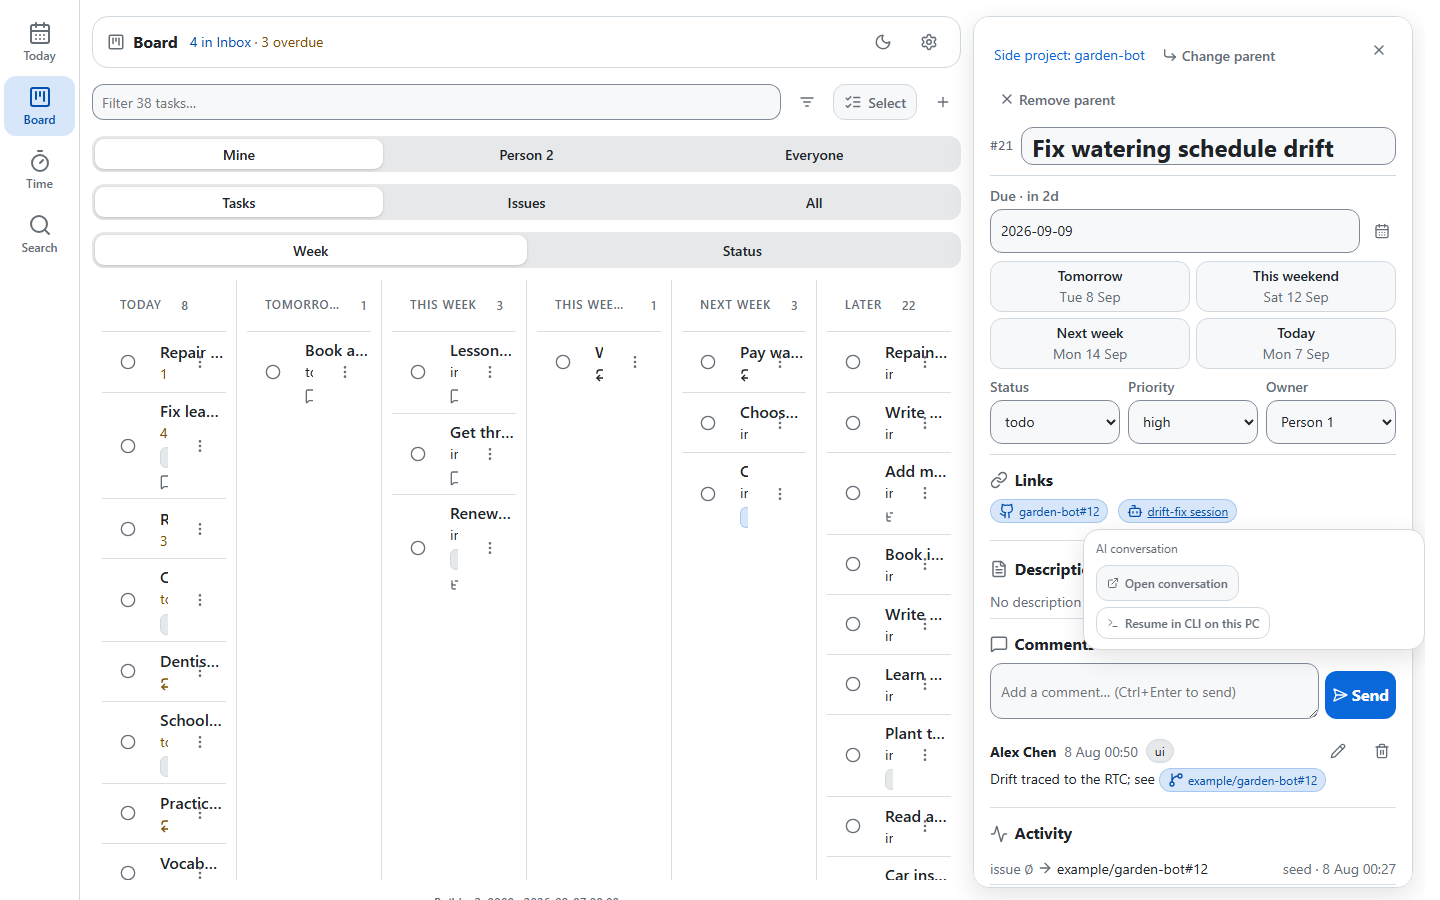 Today
Board
Time
Search
Board 4 in Inbox · 3 overdue
Filter 38 tasks...
Select
Mine Person 2 Everyone
Tasks Issues All
Week Status
TODAY 8
Repair ...
1
Fix lea...
4
R
3
C
Dentis...
School...
Practic...
Vocab...
TOMORRO... 1
Book a...
THIS WEEK 3
Lesson...
Get thr...
Renew...
THIS WEE... 1
NEXT WEEK 3
Pay wa...
Choos...
C
LATER 22
Repain...
Write ...
Add m...
Book i...
Write ...
Learn ...
Plant t...
Read a...
Car ins...
Side project: garden-bot Change parent
Remove parent
#21 Fix watering schedule drift
Due · in 2d
2026-09-09
Tomorrow
Tue 8 Sep
This weekend
Sat 12 Sep
Next week
Mon 14 Sep
Today
Mon 7 Sep
Status Priority Owner
todo high Person 1
Links
garden-bot#12 drift-fix session
AI conversation
Open conversation
Resume in CLI on this PC
No description
Add a comment... (Ctrl+Enter to send)
Send
Alex Chen 8 Aug 00:50 ui
Drift traced to the RTC; see example/garden-bot#12
Activity
issue ∅ → example/garden-bot#12 seed · 8 Aug 00:27